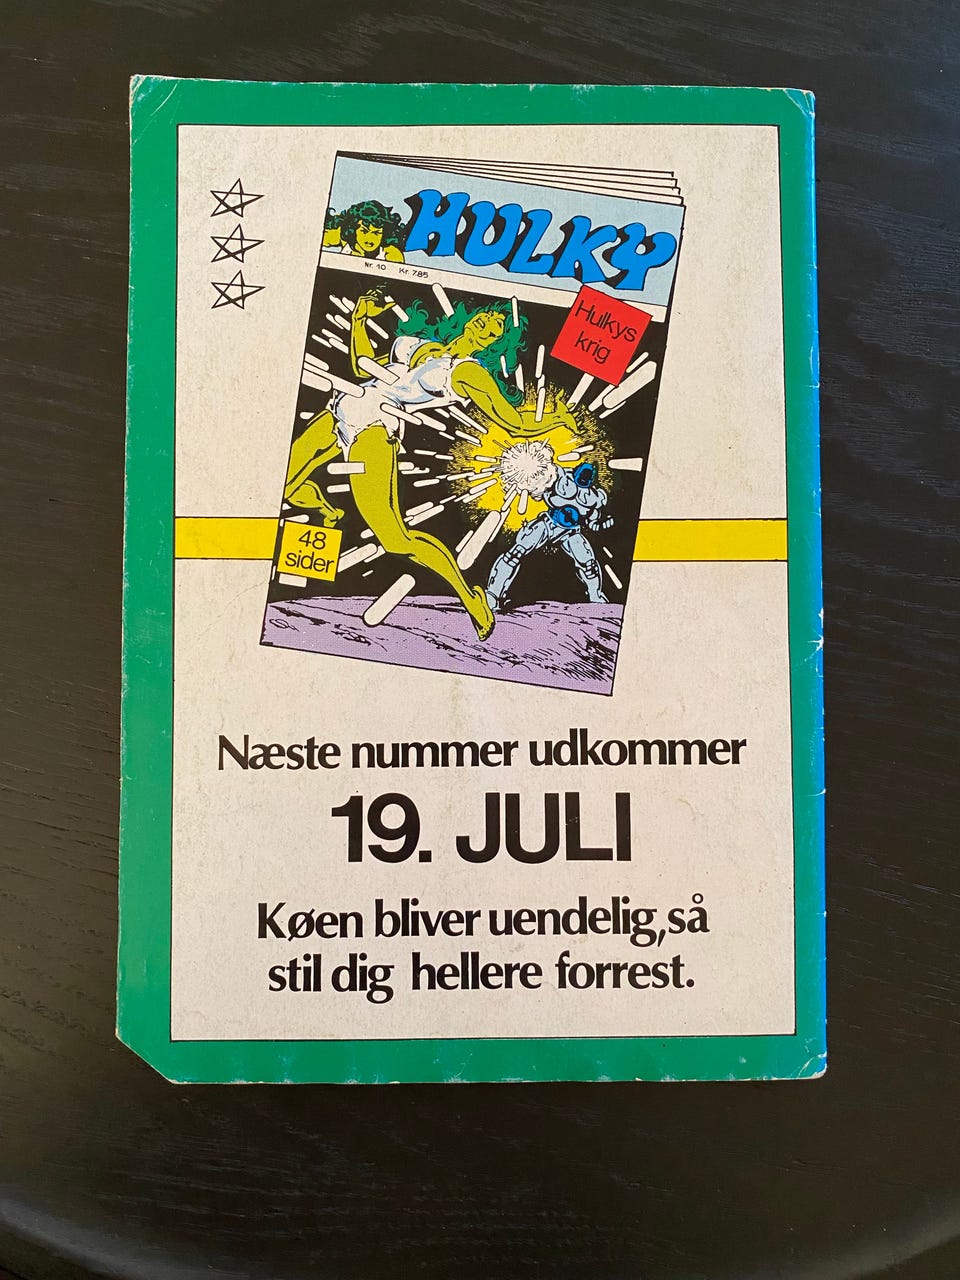 HULKY
Nr. 10 Kr. 7.85
Hulkys
krig
48
sider
Næste nummer udkommer
19. JULI
Køen bliver uendelig, så
stil dig hellere forrest.